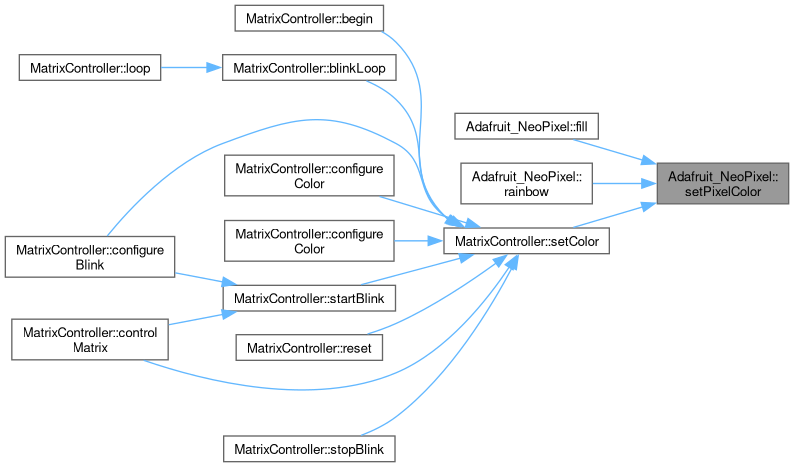 MatrixController::begin
MatrixController::loop
MatrixController::blinkLoop
Adafruit_NeoPixel::fill
MatrixController::configure
Color
Adafruit_NeoPixel::
rainbow
Adafruit_NeoPixel::
setPixelColor
MatrixController::configure
Color
MatrixController::setColor
MatrixController::configure
Blink
MatrixController::startBlink
MatrixController::control
Matrix
MatrixController::reset
MatrixController::stopBlink